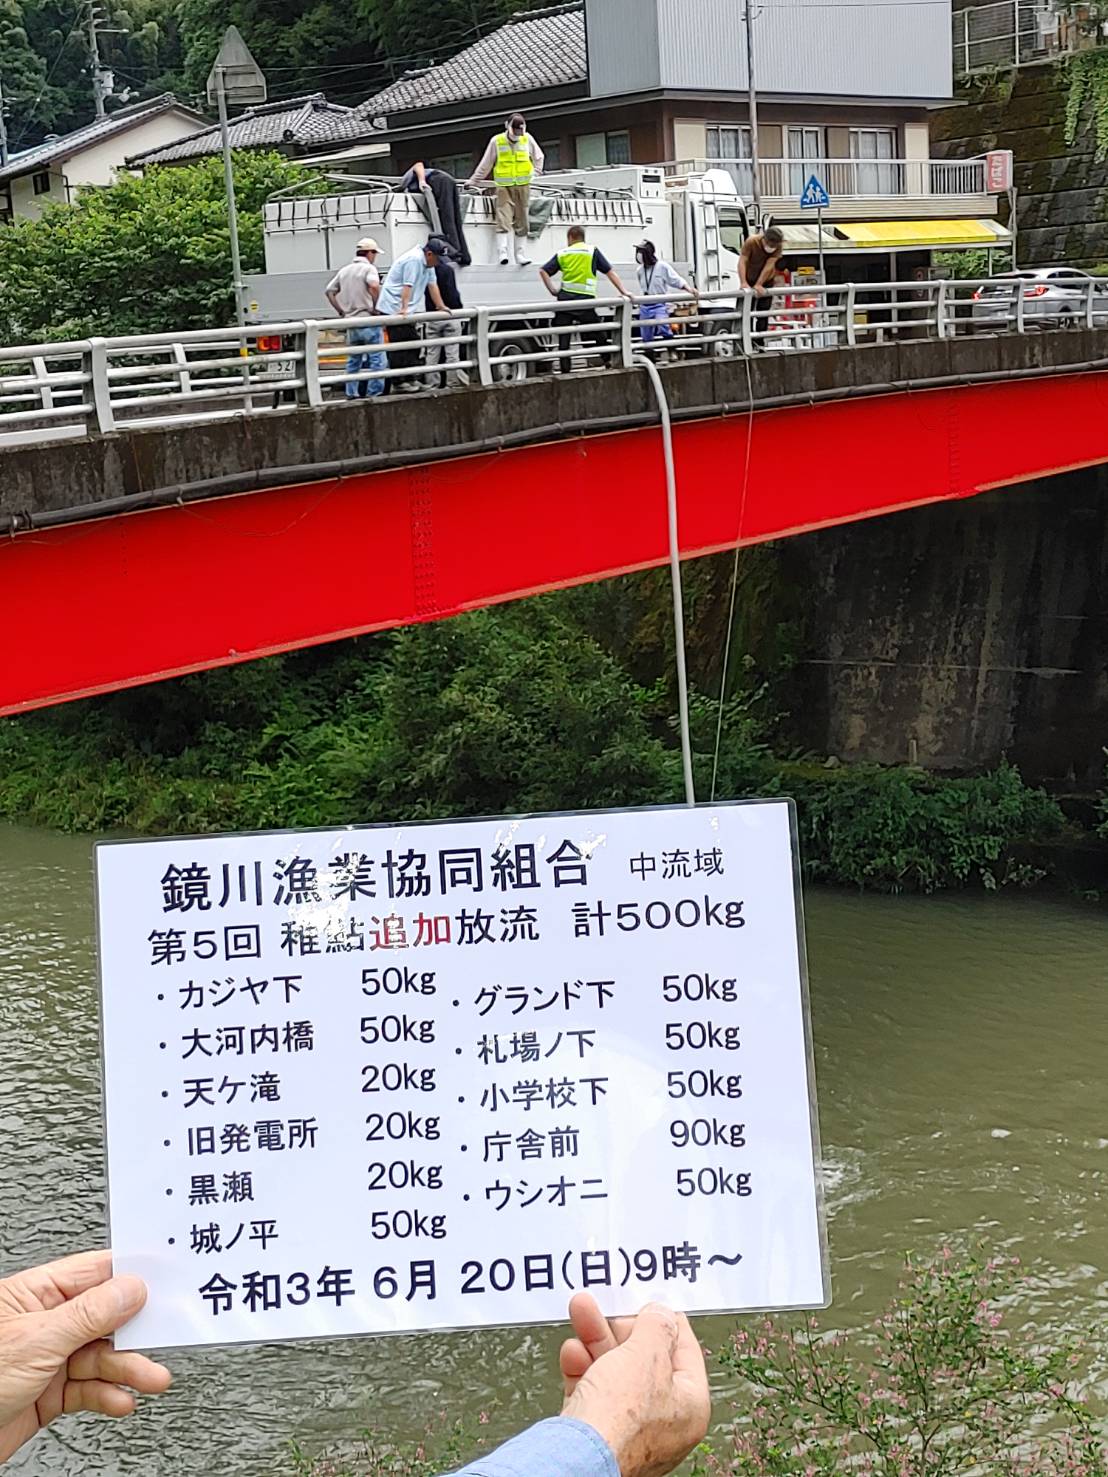 たばこ
52
鏡川漁業協同組合 中流域
第5回 稚鮎追加放流 計500kg
・カジヤ下 50kg
・大河内橋 50kg
・天ケ滝 20kg
・旧発電所 20kg
・黒瀬 20kg
・城ノ平 50kg
・グランド下 50kg
・札場ノ下 50kg
・小学校下 50kg
・庁舎前 90kg
・ウシオニ 50kg
令和3年 6月 20日(日)9時～